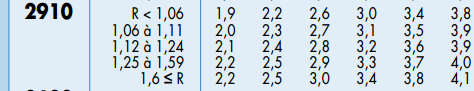 2910 R < 1,06 1,9 2,2 2,6 3,0 3,4 3,8
1,06 à 1,11 2,0 2,3 2,7 3,1 3,5 3,9
1,12 à 1,24 2,1 2,4 2,8 3,2 3,6 3,9
1,25 à 1,59 2,2 2,5 2,9 3,3 3,7 4,0
1,6 ≤ R 2,2 2,5 3,0 3,4 3,8 4,1